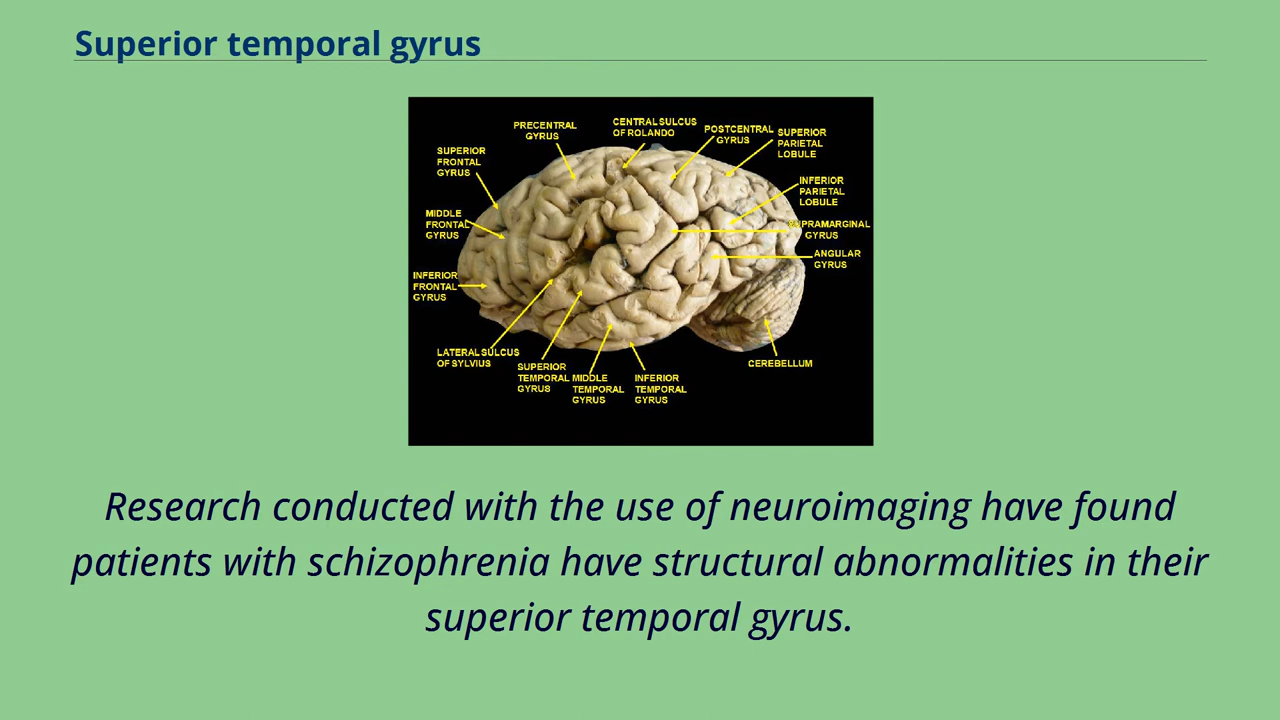 Superior temporal gyrus
PRECENTRAL
GYRUS
CENTRAL SULCUS
OF ROLANDO
POSTCENTRAL
GYRUS
SUPERIOR
PARIETAL
LOBULE
SUPERIOR
FRONTAL
GYRUS
INFERIOR
PARIETAL
LOBULE
MIDDLE
FRONTAL
GYRUS
SUPRAMARGINAL
GYRUS
ANGULAR
GYRUS
INFERIOR
FRONTAL
GYRUS
LATERAL SULCUS
OF SYLVIUS
SUPERIOR
TEMPORAL
GYRUS
MIDDLE
TEMPORAL
GYRUS
INFERIOR
TEMPORAL
GYRUS
CEREBELLUM
Research conducted with the use of neuroimaging have found
patients with schizophrenia have structural abnormalities in their
superior temporal gyrus.